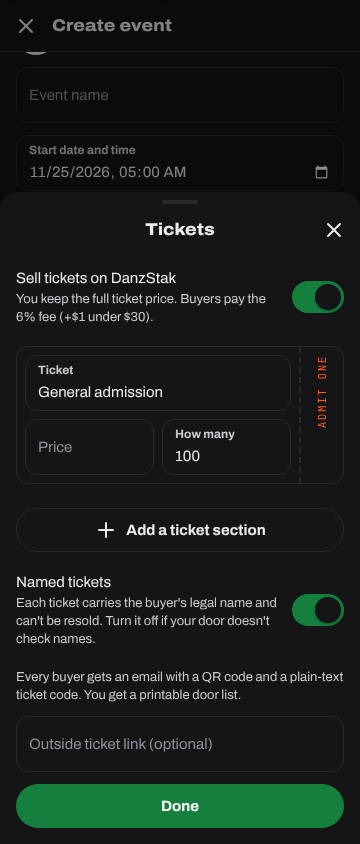 Create event
Event name
Start date and time
11/25/2026, 05:00 AM
Tickets
Sell tickets on DanzStak
You keep the full ticket price. Buyers pay the
6% fee (+$1 under $30).
Ticket
General admission
ADMIT ONE
Price
How many
100
Add a ticket section
Named tickets
Each ticket carries the buyer's legal name and
can't be resold. Turn it off if your door doesn't
check names.
Every buyer gets an email with a QR code and a plain-text
ticket code. You get a printable door list.
Outside ticket link (optional)
Done